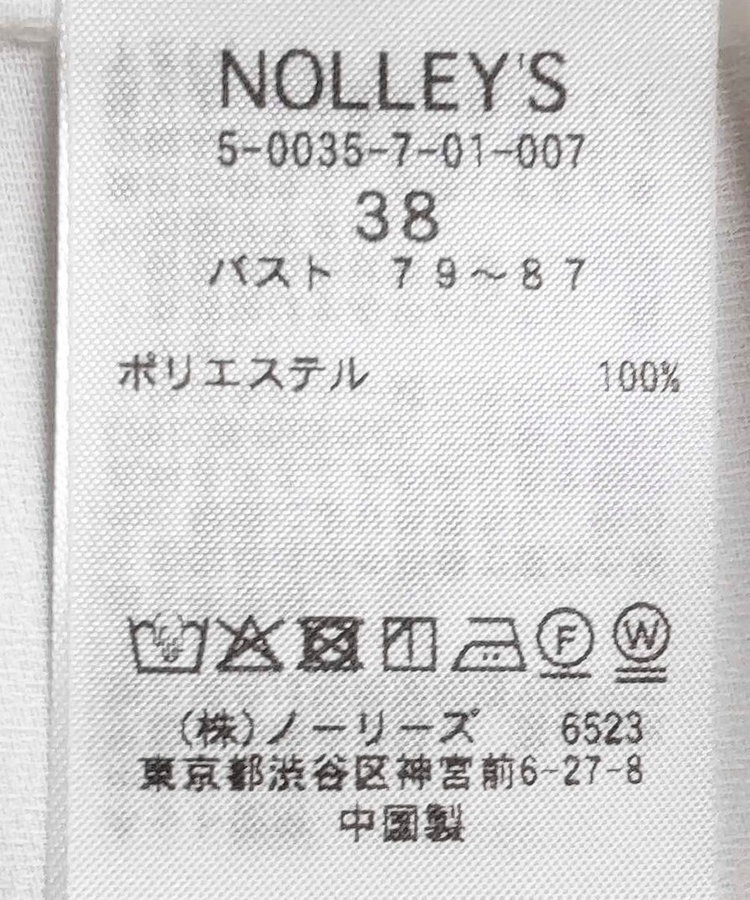 NOLLEY'S
5-0035-7-01-007
38
バスト 79～87
ポリエステル 100%
F W
(株)ノーリーズ 6523
東京都渋谷区神宮前6-27-8
中国製